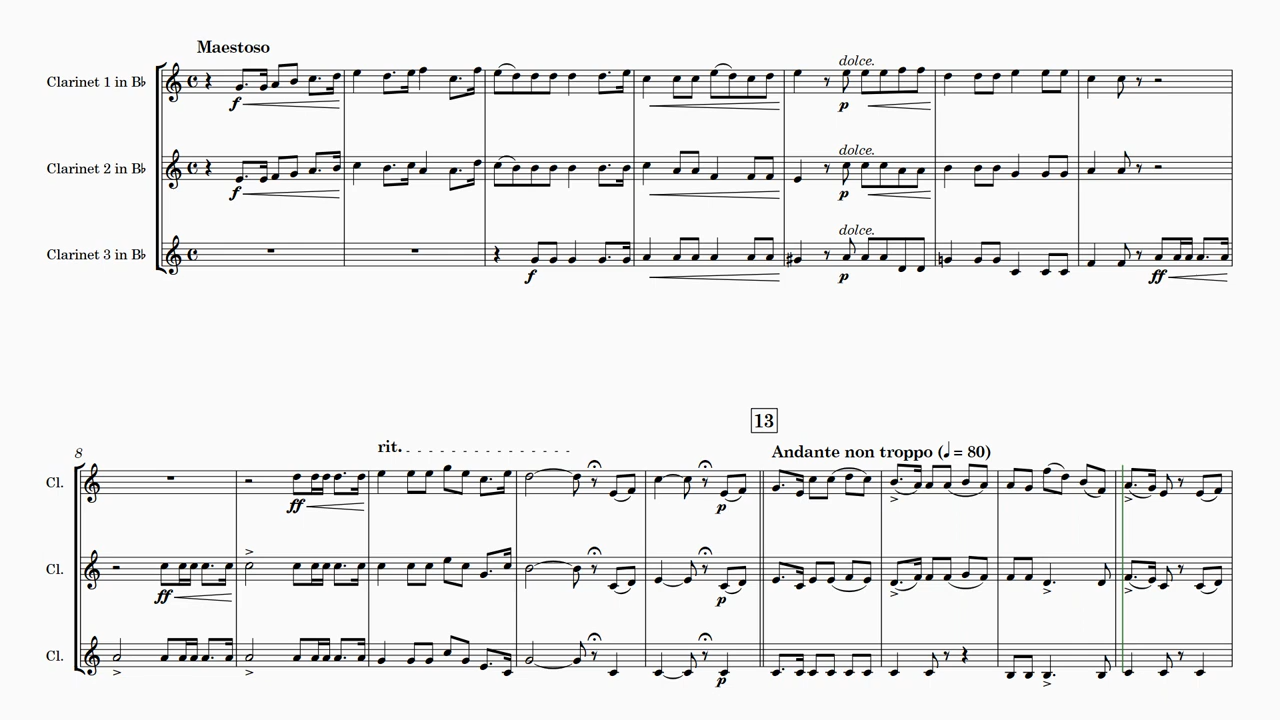 Maestoso
Clarinet 1 in B♭
f
dolce.
p
Clarinet 2 in B♭
f
dolce.
p
Clarinet 3 in B♭
f
dolce.
p
ff
13
8
rit.
Andante non troppo (♩ = 80)
Cl.
ff
p
Cl.
ff
p
Cl.
p